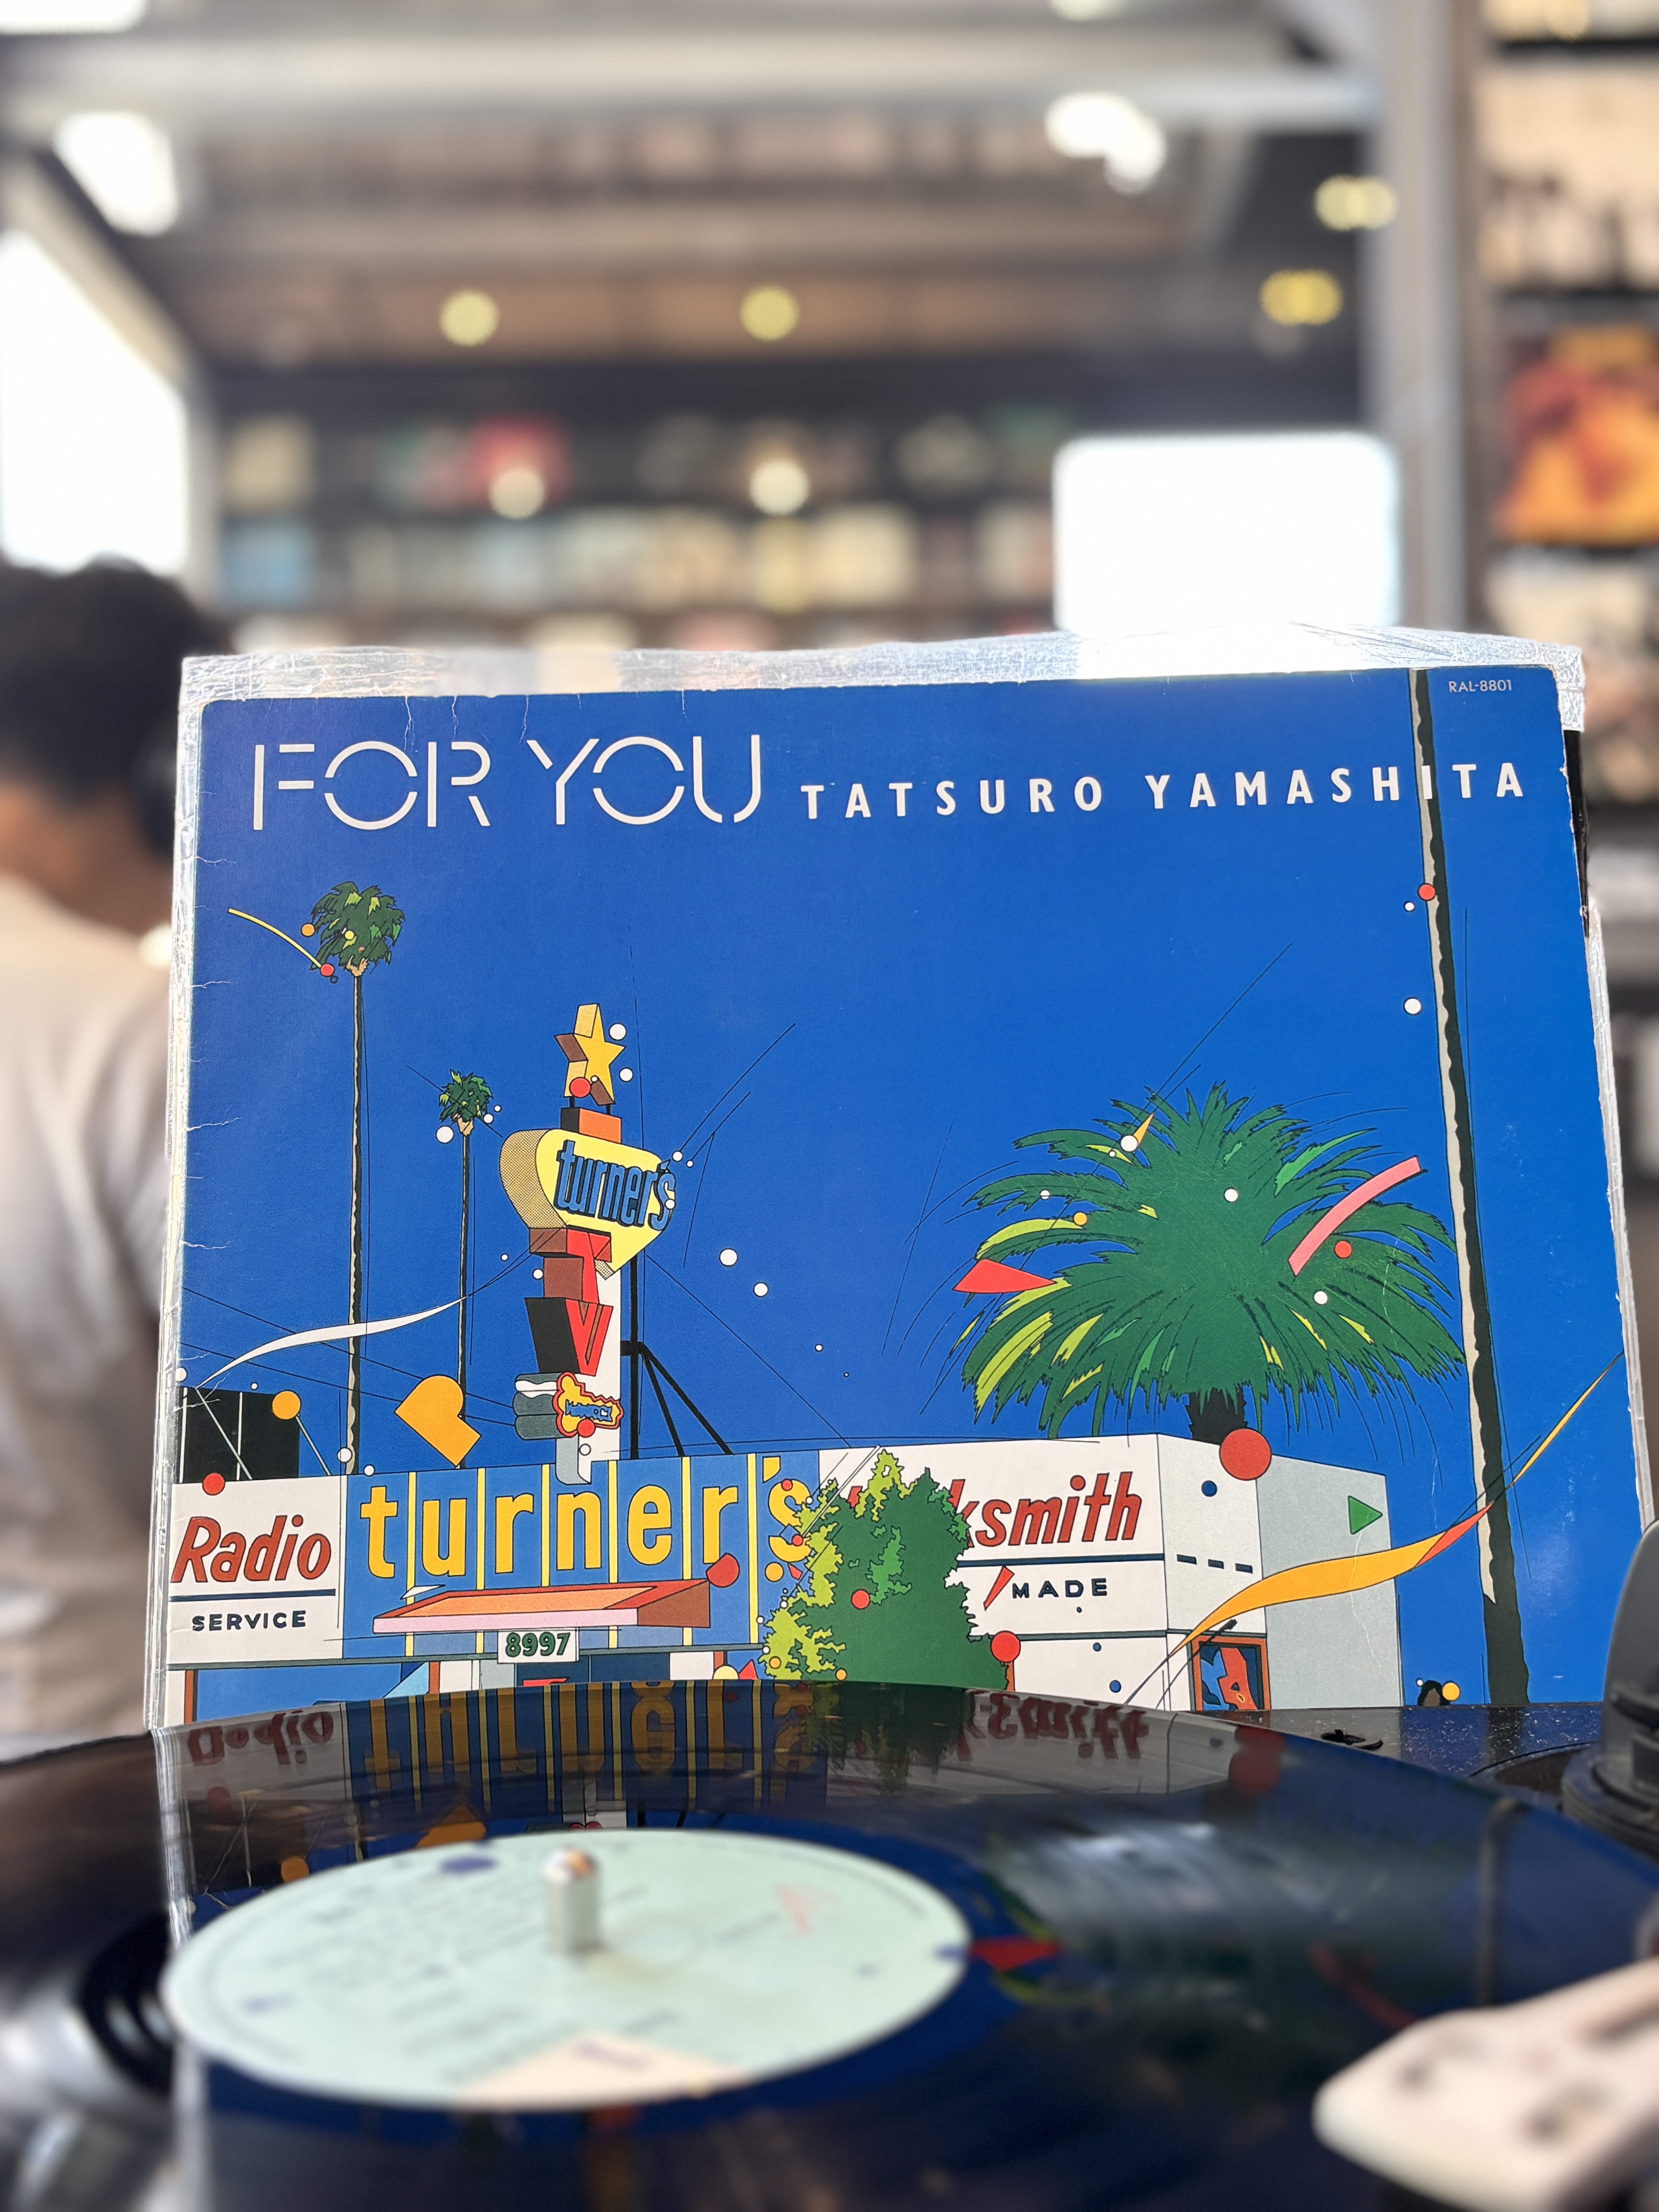 RAL-8801
FOR YOU TATSURO YAMASHITA
turner's
TV
turner's
Radio
SERVICE
ksmith
MADE
8997